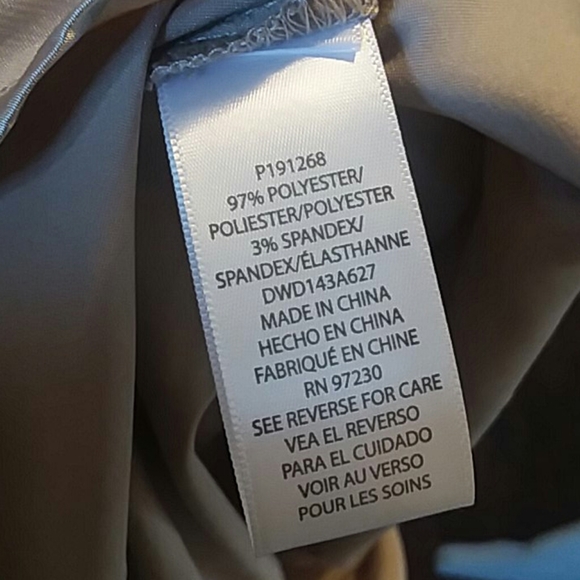 P191268
97% POLYESTER/
POLIESTER/POLYESTER
3% SPANDEX/
SPANDEX/ÉLASTHANNE
DWD143A627
MADE IN CHINA
HECHO EN CHINA
FABRIQUÉ EN CHINE
RN 97230
SEE REVERSE FOR CARE
VEA EL REVERSO
PARA EL CUIDADO
VOIR AU VERSO
POUR LES SOINS